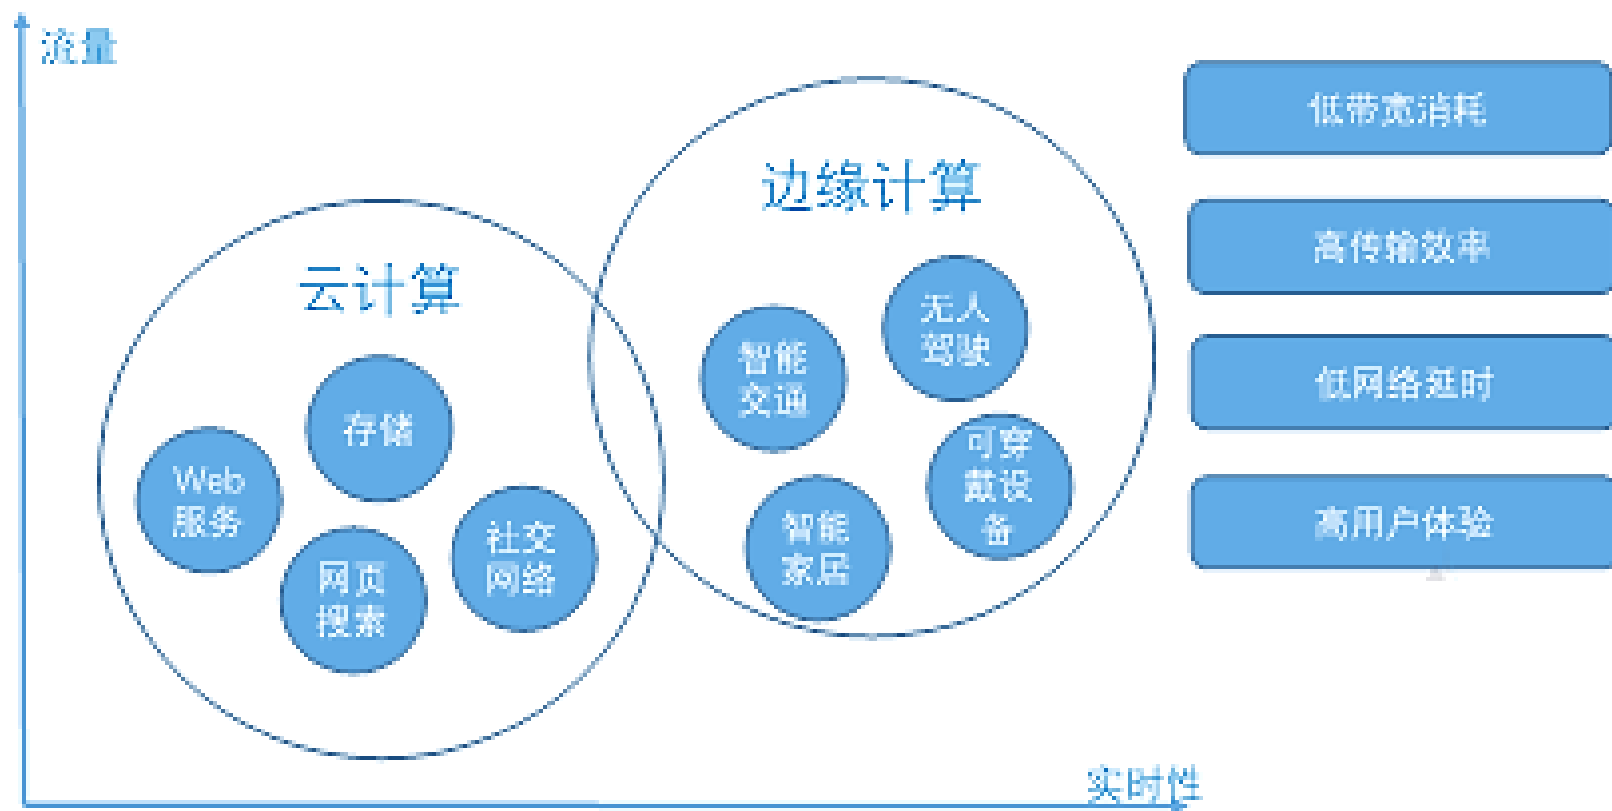 流量
云计算
存储
Web
服务
网页
搜索
社交
网络
边缘计算
无人
驾驶
智能
交通
可穿
戴设
备
智能
家居
低带宽消耗
高传输效率
低网络延时
高用户体验
实时性